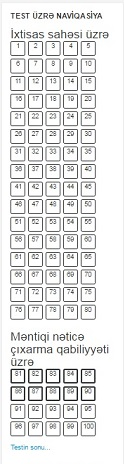 TEST ÜZRƏ NAVİQASİYA
İxtisas sahəsi üzrə
1 2 3 4 5
6 7 8 9 10
11 12 13 14 15
16 17 18 19 20
21 22 23 24 25
26 27 28 29 30
31 32 33 34 35
36 37 38 39 40
41 42 43 44 45
46 47 48 49 50
51 52 53 54 55
56 57 58 59 60
61 62 63 64 65
66 67 68 69 70
71 72 73 74 75
76 77 78 79 80
Məntiqi nəticə
çıxarma qabiliyyəti
üzrə
81 82 83 84 85
86 87 88 89 90
91 92 93 94 95
96 97 98 99 100
Testin sonu...